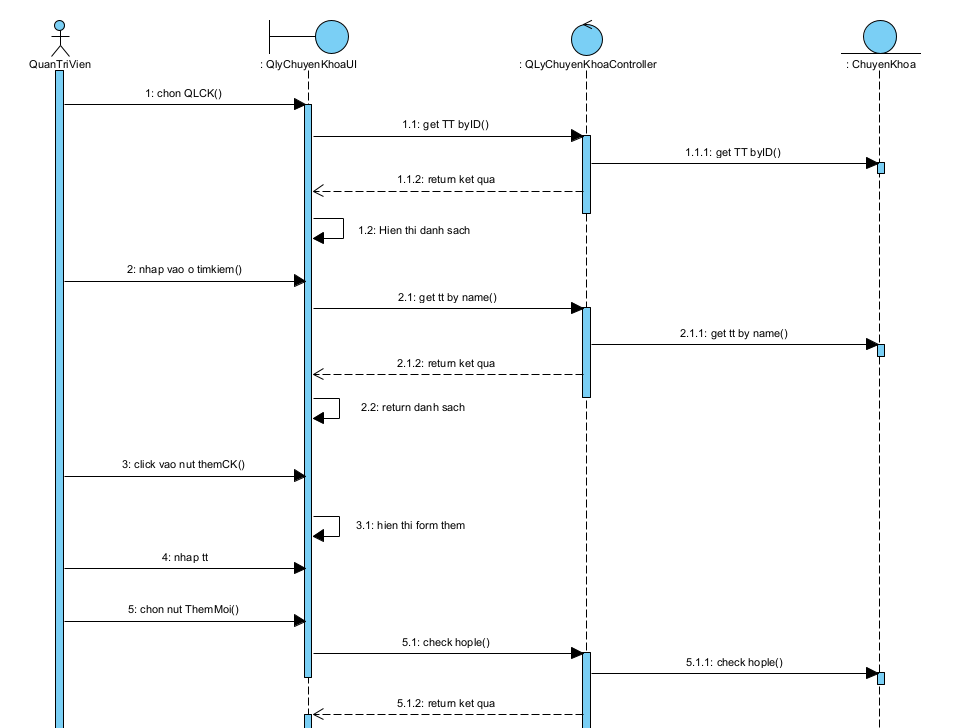 QuanTriVien
: QlyChuyenKhoaUI
: QLyChuyenKhoaController
: ChuyenKhoa
1: chon QLCK()
1.1: get TT byID()
1.1.1: get TT byID()
1.1.2: return ket qua
1.2: Hien thi danh sach
2: nhap vao o timkiem()
2.1: get tt by name()
2.1.1: get tt by name()
2.1.2: return ket qua
2.2: return danh sach
3: click vao nut themCK()
3.1: hien thi form them
4: nhap tt
5: chon nut ThemMoi()
5.1: check hople()
5.1.1: check hople()
5.1.2: return ket qua